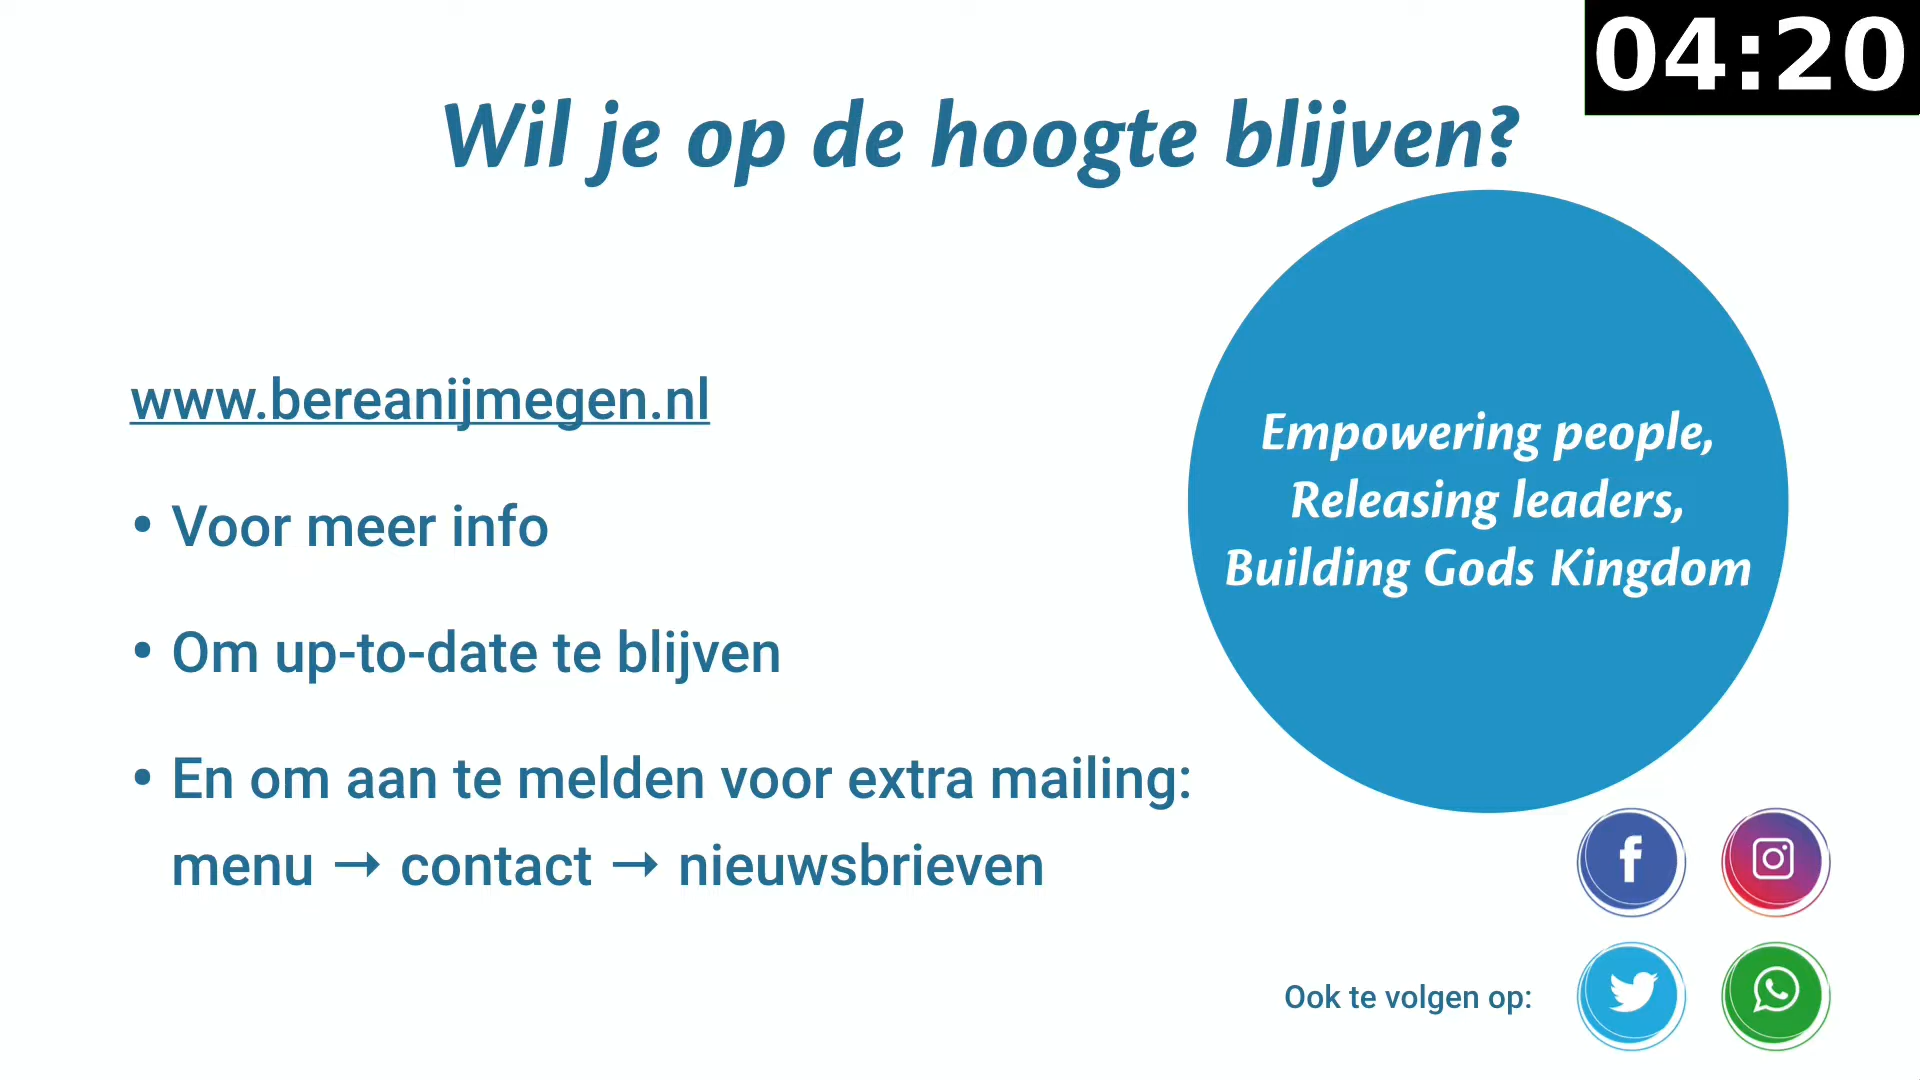 04:20
Wil je op de hoogte blijven?
www.bereanijmegen.nl
• Voor meer info
• Om up-to-date te blijven
• En om aan te melden voor extra mailing:
menu → contact → nieuwsbrieven
Empowering people,
Releasing leaders,
Building Gods Kingdom
Ook te volgen op: